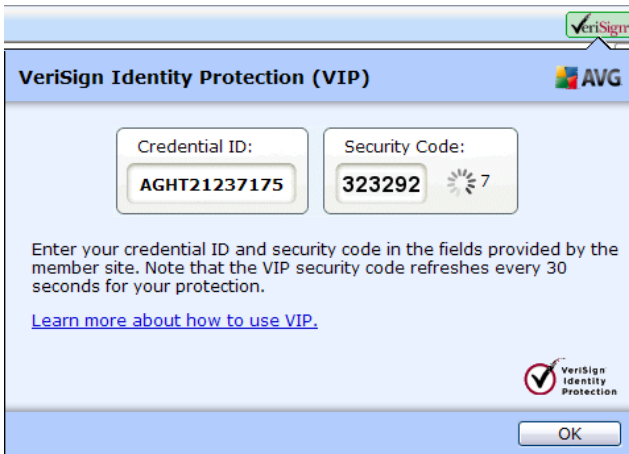 VeriSign
VeriSign Identity Protection (VIP)
AVG
Credential ID:
Security Code:
AGHT21237175
323292
7
Enter your credential ID and security code in the fields provided by the
member site. Note that the VIP security code refreshes every 30
seconds for your protection.
Learn more about how to use VIP.
VeriSign
Identity
Protection
OK